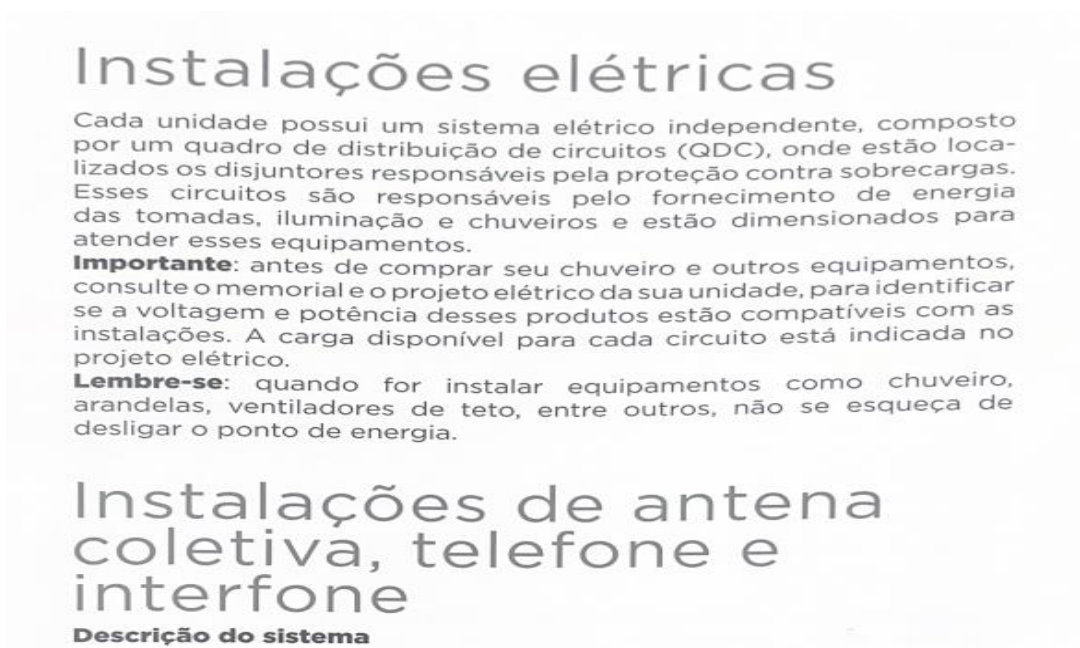 Instalações elétricas
Cada unidade possui um sistema elétrico independente, composto
por um quadro de distribuição de circuitos (QDC), onde estão loca-
lizados os disjuntores responsáveis pela proteção contra sobrecargas.
Esses circuitos são responsáveis pelo fornecimento de energia
das tomadas, iluminação e chuveiros e estão dimensionados para
atender esses equipamentos.
Importante: antes de comprar seu chuveiro e outros equipamentos,
consulte o memorial e o projeto elétrico da sua unidade, para identificar
se a voltagem e potência desses produtos estão compatíveis com as
instalações. A carga disponível para cada circuito está indicada no
projeto elétrico.
Lembre-se: quando for instalar equipamentos como chuveiro,
arandelas, ventiladores de teto, entre outros, não se esqueça de
desligar o ponto de energia.
Instalações de antena
coletiva, telefone e
interfone
Descrição do sistema